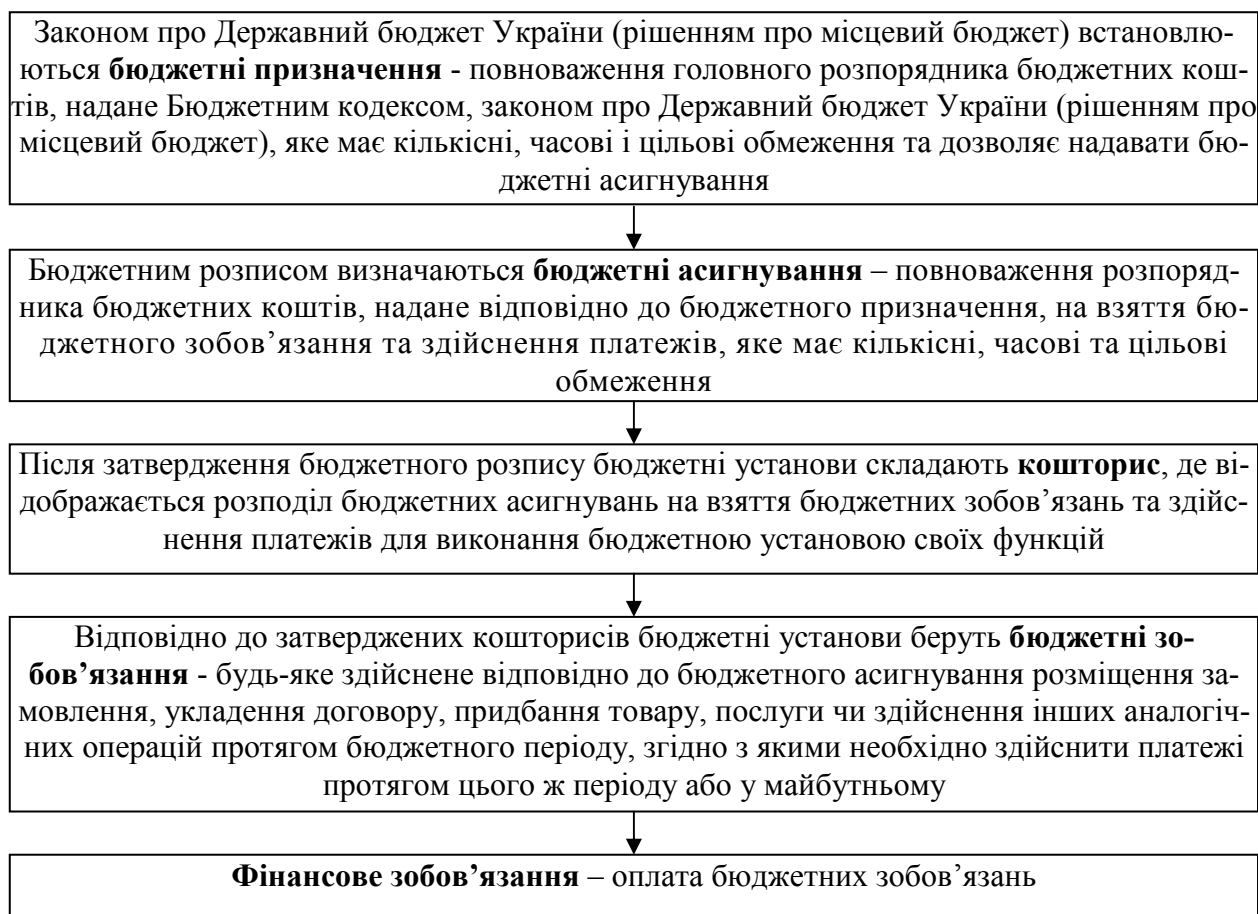 Законом про Державний бюджет України (рішенням про місцевий бюджет) встановлю-
ються бюджетні призначення - повноваження головного розпорядника бюджетних кош-
тів, надане Бюджетним кодексом, законом про Державний бюджет України (рішенням про
місцевий бюджет), яке має кількісні, часові і цільові обмеження та дозволяє надавати бю-
джетні асигнування
Бюджетним розписом визначаються бюджетні асигнування – повноваження розпоряд-
ника бюджетних коштів, надане відповідно до бюджетного призначення, на взяття бю-
джетного зобов’язання та здійснення платежів, яке має кількісні, часові та цільові
обмеження
Після затвердження бюджетного розпису бюджетні установи складають кошторис, де ві-
дображається розподіл бюджетних асигнувань на взяття бюджетних зобов’язань та здійс-
нення платежів для виконання бюджетною установою своїх функцій
Відповідно до затверджених кошторисів бюджетні установи беруть бюджетні зо-
бов’язання - будь-яке здійснене відповідно до бюджетного асигнування розміщення за-
мовлення, укладення договору, придбання товару, послуги чи здійснення інших аналогіч-
них операцій протягом бюджетного періоду, згідно з якими необхідно здійснити платежі
протягом цього ж періоду або у майбутньому
Фінансове зобов’язання – оплата бюджетних зобов’язань